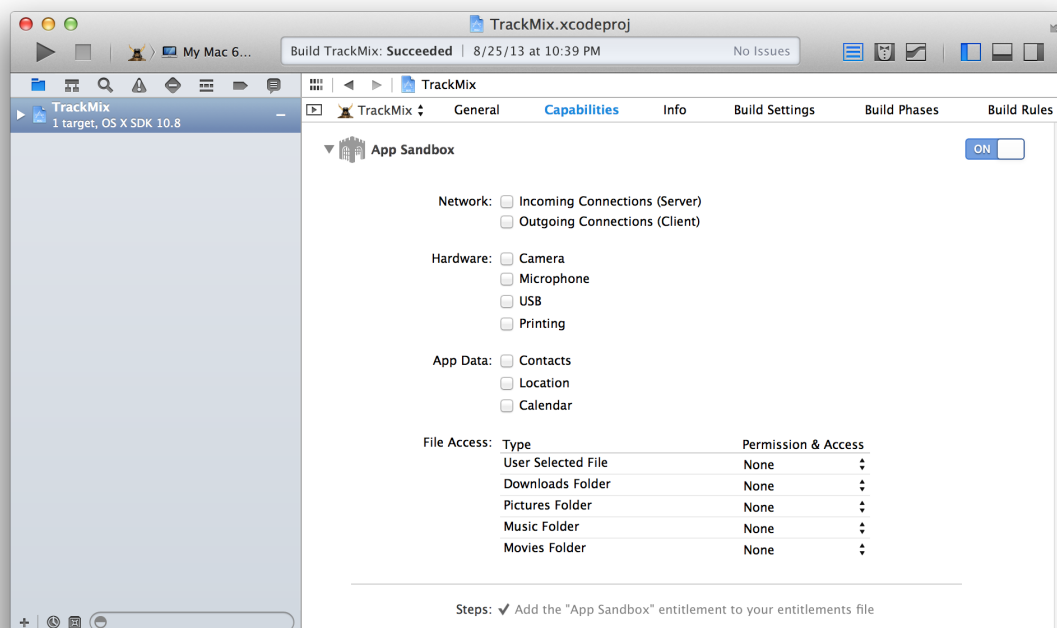 TrackMix.xcodeproj
My Mac 6... Build TrackMix: Succeeded | 8/25/13 at 10:39 PM No Issues
TrackMix
TrackMix
1 target, OS X SDK 10.8
TrackMix General Capabilities Info Build Settings Build Phases Build Rules
App Sandbox ON
Network: Incoming Connections (Server)
Outgoing Connections (Client)
Hardware: Camera
Microphone
USB
Printing
App Data: Contacts
Location
Calendar
File Access: Type Permission & Access
User Selected File None
Downloads Folder None
Pictures Folder None
Music Folder None
Movies Folder None
Steps: ✓ Add the "App Sandbox" entitlement to your entitlements file